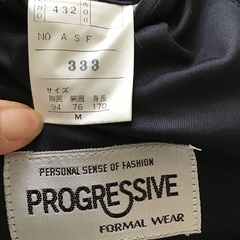 432
NO A S F
333
サイズ
胸囲 胴囲 身長
94 76 170
M
PERSONAL SENSE OF FASHION
PROGRESSIVE
FORMAL WEAR